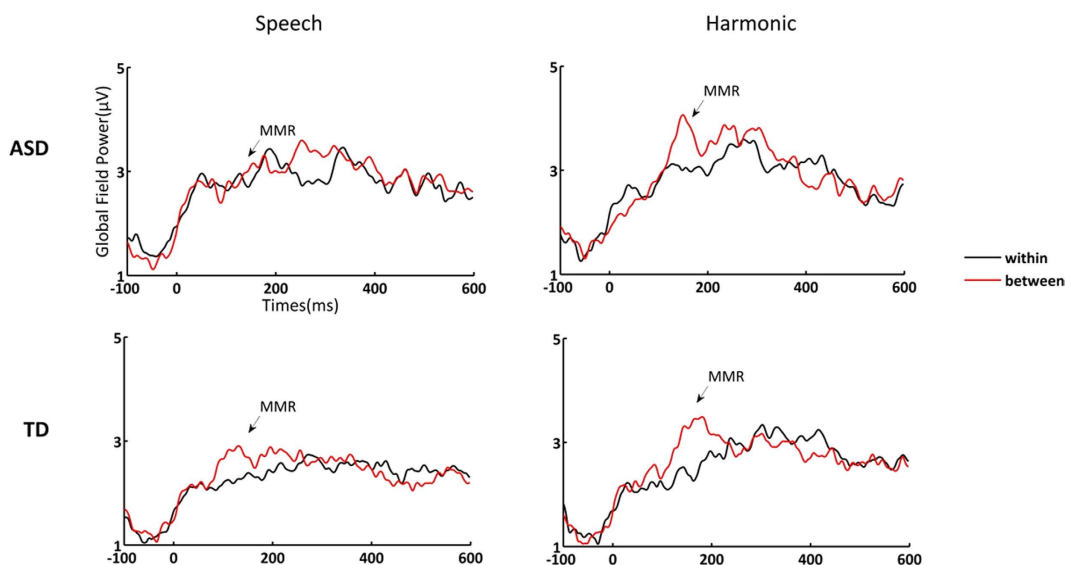 Speech
Harmonic
ASD
Global Field Power(μV)
5
3
1
MMR
-100 0 200 400 600
Times(ms)
5
3
1
MMR
-100 0 200 400 600
within
between
TD
5
3
1
MMR
-100 0 200 400 600
5
3
1
MMR
-100 0 200 400 600